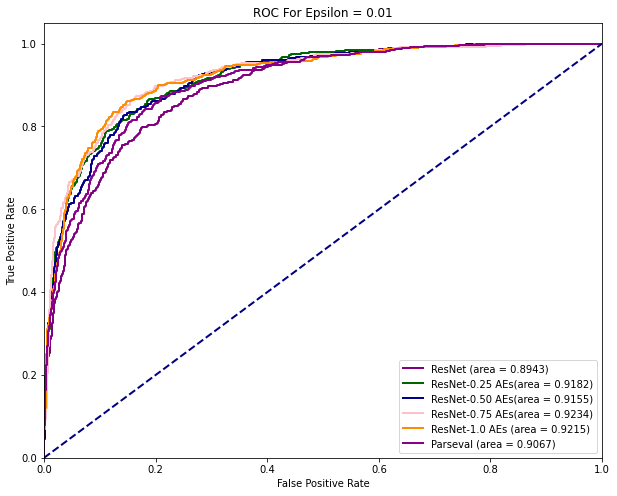 ROC For Epsilon = 0.01
1.0
0.8
0.6
0.4
0.2
0.0
True Positive Rate
ResNet (area = 0.8943)
ResNet-0.25 AEs(area = 0.9182)
ResNet-0.50 AEs(area = 0.9155)
ResNet-0.75 AEs(area = 0.9234)
ResNet-1.0 AEs (area = 0.9215)
Parseval (area = 0.9067)
0.0 0.2 0.4 0.6 0.8 1.0
False Positive Rate